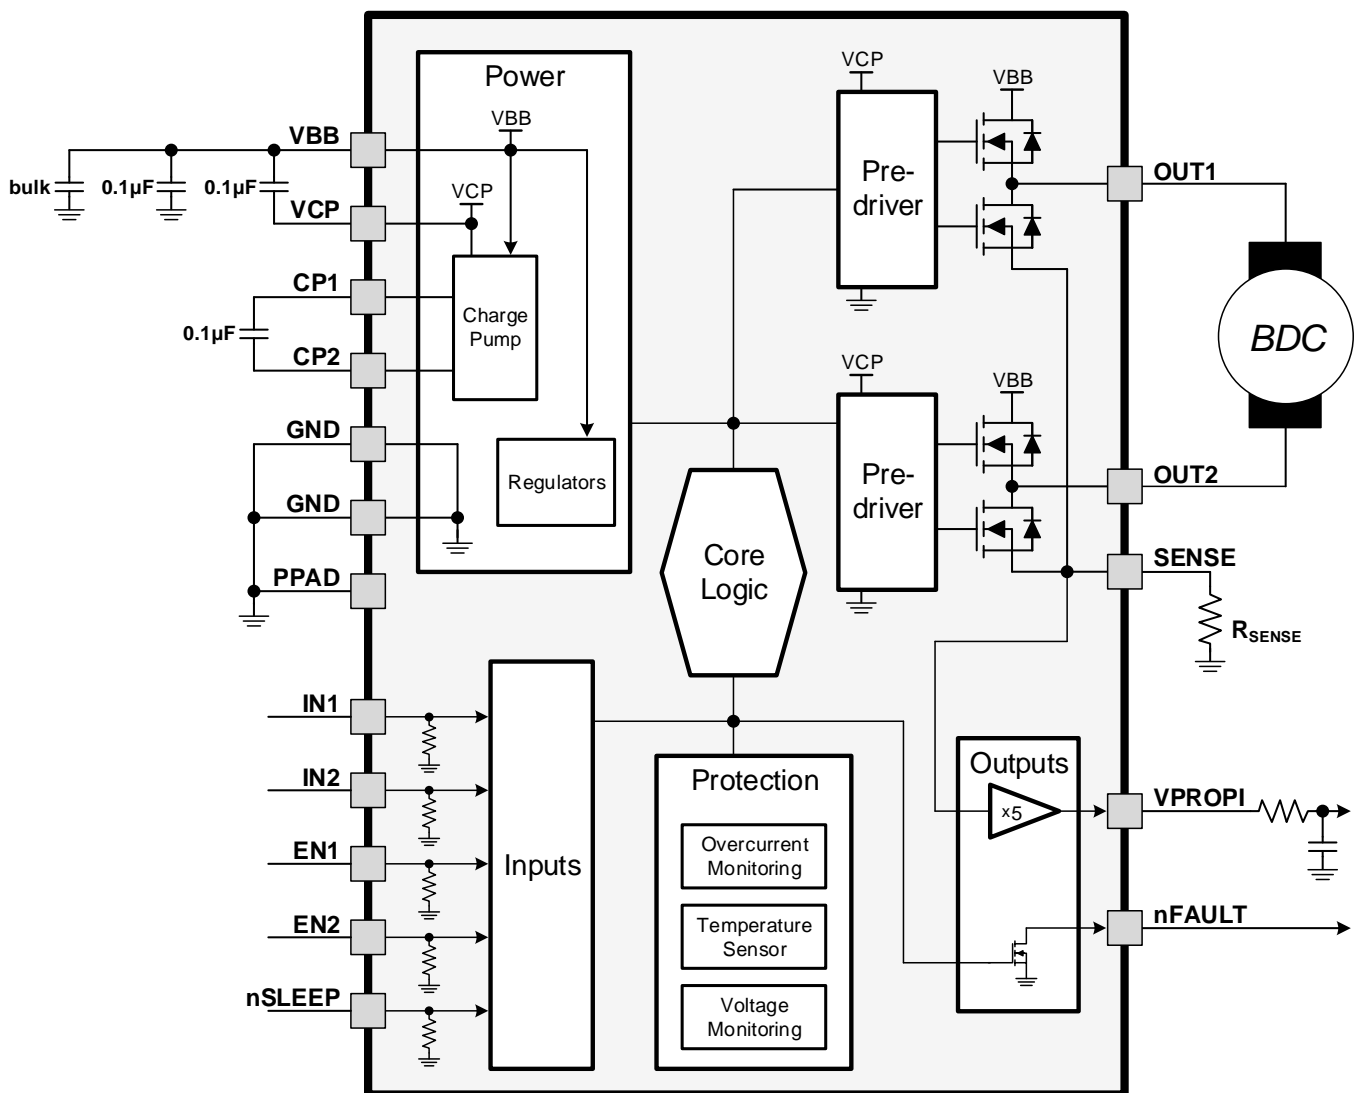 Power
VBB
VBB
bulk
0.1µF
0.1µF
VCP
VCP
CP1
0.1µF
CP2
Charge
Pump
GND
GND
Regulators
PPAD
VCP
VBB
Pre-
driver
OUT1
BDC
VCP
VBB
Pre-
driver
OUT2
SENSE
RSENSE
Core
Logic
IN1
IN2
EN1
EN2
nSLEEP
Inputs
Protection
Overcurrent
Monitoring
Temperature
Sensor
Voltage
Monitoring
Outputs
x5
VPROPI
nFAULT